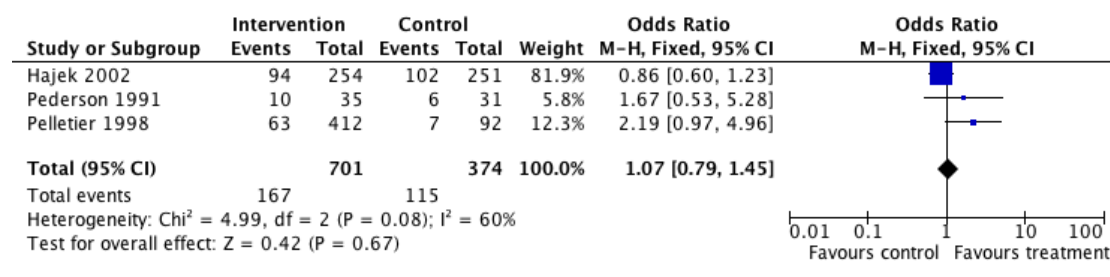 Intervention Control Odds Ratio Odds Ratio
Study or Subgroup Events Total Events Total Weight M-H, Fixed, 95% CI M-H, Fixed, 95% CI
Hajek 2002 94 254 102 251 81.9% 0.86 [0.60, 1.23]
Pederson 1991 10 35 6 31 5.8% 1.67 [0.53, 5.28]
Pelletier 1998 63 412 7 92 12.3% 2.19 [0.97, 4.96]
Total (95% CI) 701 374 100.0% 1.07 [0.79, 1.45]
Total events 167 115
Heterogeneity: Chi² = 4.99, df = 2 (P = 0.08); I² = 60%
Test for overall effect: Z = 0.42 (P = 0.67)
0.01 0.1 1 10 100
Favours control Favours treatment